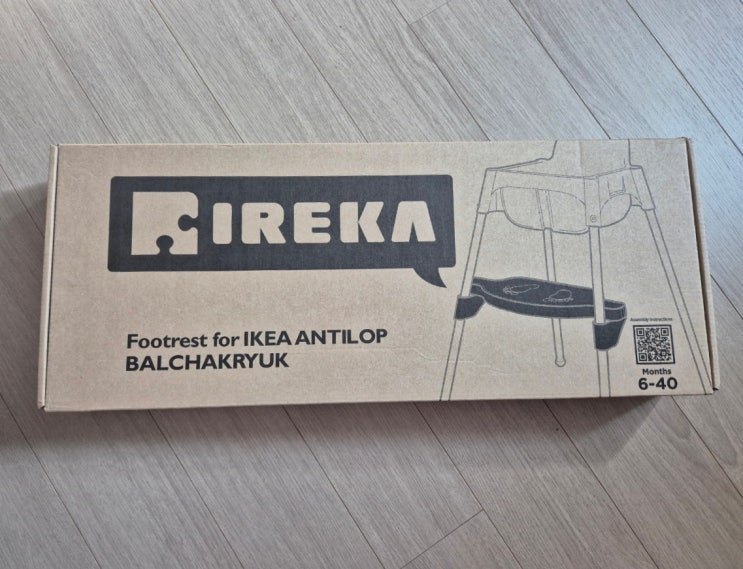 IREKA
Footrest for IKEA ANTILOP
BALCHAKRYUK
Assembly instructions:
Months
6-40